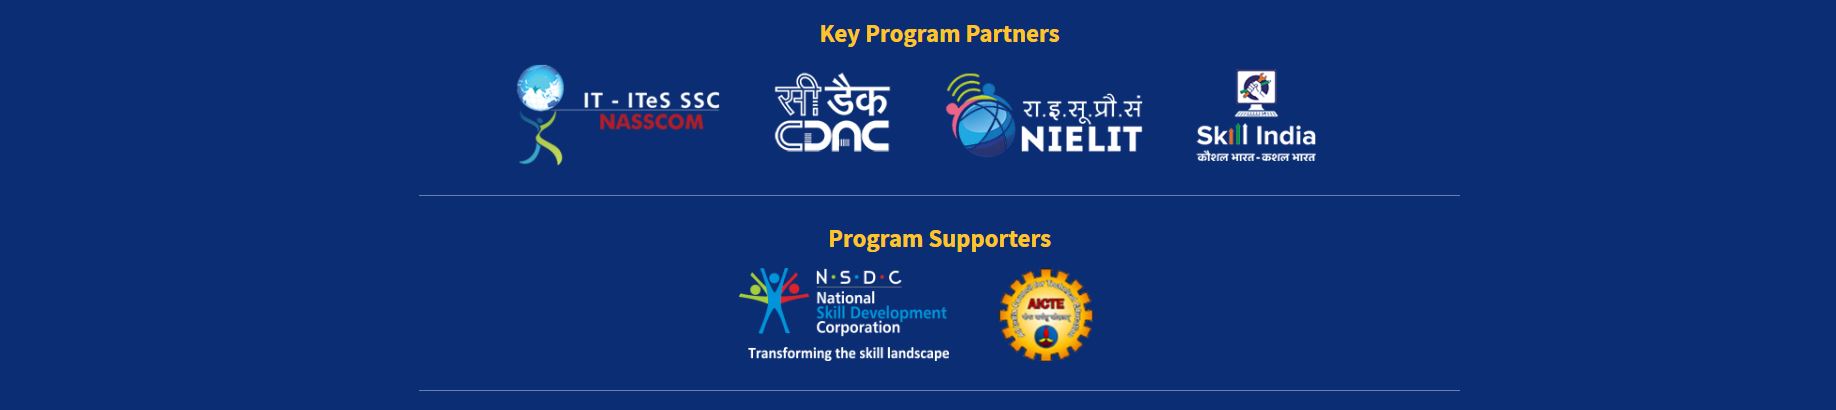 Key Program Partners
IT - ITeS SSC
NASSCOM
सी डैक
CDAC
रा.इ.सू.प्रौ.सं
NIELIT
Skill India
कौशल भारत - कुशल भारत
Program Supporters
N·S·D·C
National
Skill Development
Corporation
Transforming the skill landscape
AICTE